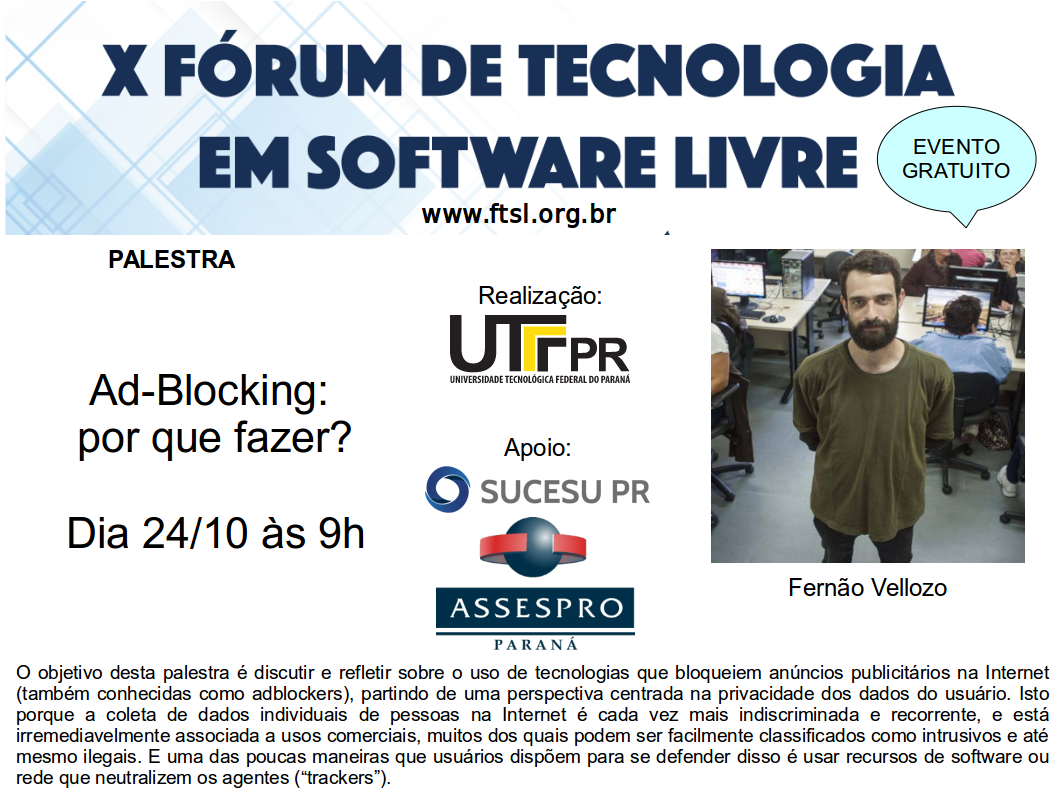 X FÓRUM DE TECNOLOGIA
EM SOFTWARE LIVRE
www.ftsl.org.br
EVENTO
GRATUITO
PALESTRA
Ad-Blocking:
por que fazer?
Dia 24/10 às 9h
Realização:
UTFPR
UNIVERSIDADE TECNOLÓGICA FEDERAL DO PARANÁ
Apoio:
SUCESU PR
ASSESPRO
PARANÁ
Fernão Vellozo
O objetivo desta palestra é discutir e refletir sobre o uso de tecnologias que bloqueiem anúncios publicitários na Internet
(também conhecidas como adblockers), partindo de uma perspectiva centrada na privacidade dos dados do usuário. Isto
porque a coleta de dados individuais de pessoas na Internet é cada vez mais indiscriminada e recorrente, e está
irremediavelmente associada a usos comerciais, muitos dos quais podem ser facilmente classificados como intrusivos e até
mesmo ilegais. E uma das poucas maneiras que usuários dispõem para se defender disso é usar recursos de software ou
rede que neutralizem os agentes (“trackers”).